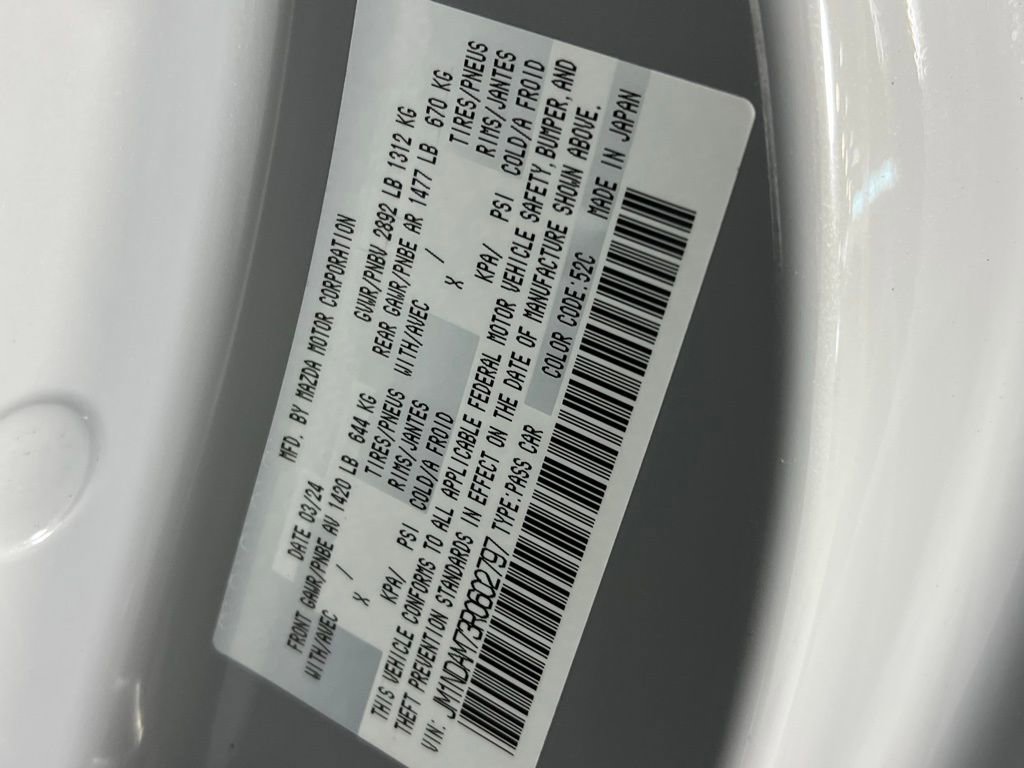 MFD. BY MAZDA MOTOR CORPORATION
DATE 03/24 GVWR/PNBV 2892 LB 1312 KG
FRONT GAWR/PNBE AV 1420 LB 644 KG REAR GAWR/PNBE AR 1477 LB 670 KG
WITH/AVEC / TIRES/PNEUS WITH/AVEC / TIRES/PNEUS
X RIMS/JANTES X RIMS/JANTES
KPA/ PSI COLD/A FROID KPA/ PSI COLD/A FROID
THIS VEHICLE CONFORMS TO ALL APPLICABLE FEDERAL MOTOR VEHICLE SAFETY, BUMPER, AND
THEFT PREVENTION STANDARDS IN EFFECT ON THE DATE OF MANUFACTURE SHOWN ABOVE.
VIN: JM1NDAM73R0602797 TYPE:PASS CAR COLOR CODE:52C MADE IN JAPAN